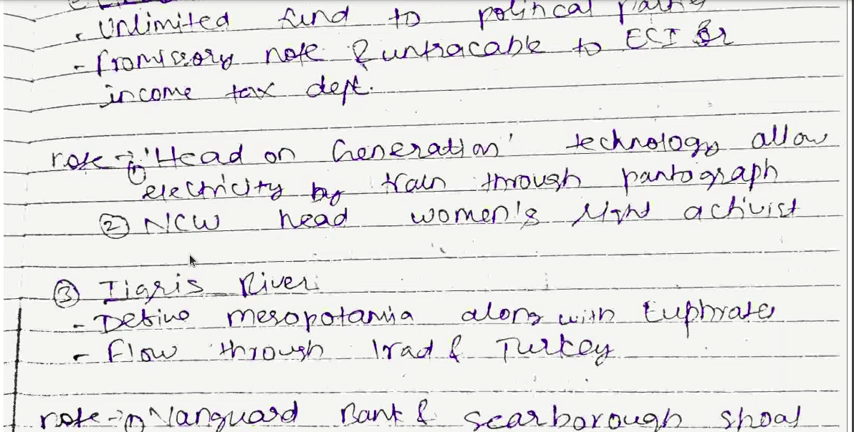 - Unlimited fund to political party
- Promissory note & untracable to ECI or
income tax dept.
note -:- (1) 'Head on Generation' technology allow
electricity by train through pantograph
(2) NCW head women's right activist
(3) Tigris River
- Define mesopotamia along with Euphrates
- Flow through Iraq & Turkey
note -:- (1) Vanguard Bank & Scarborough shoal